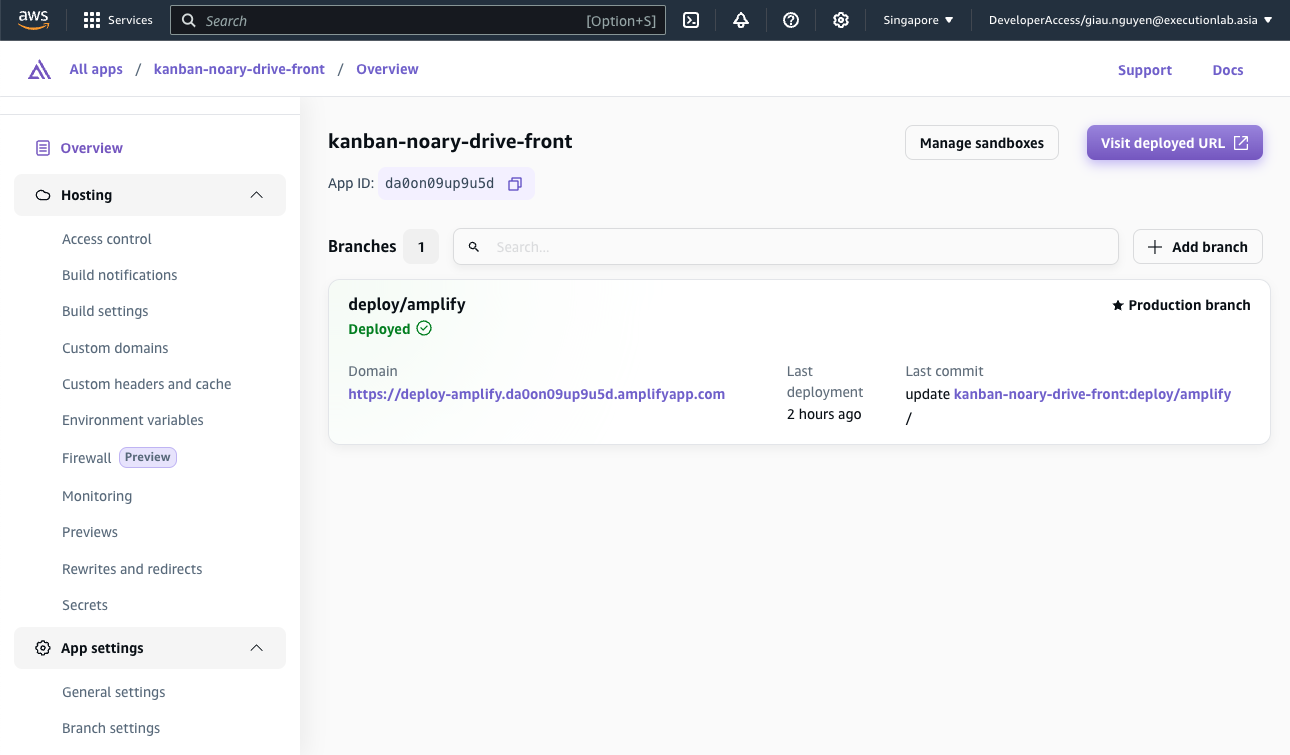 aws
Services
Search
[Option+S]
Singapore
DeveloperAccess/giau.nguyen@executionlab.asia
All apps / kanban-noary-drive-front / Overview
Support
Docs
Overview
Hosting
Access control
Build notifications
Build settings
Custom domains
Custom headers and cache
Environment variables
Firewall Preview
Monitoring
Previews
Rewrites and redirects
Secrets
App settings
General settings
Branch settings
kanban-noary-drive-front
Manage sandboxes
Visit deployed URL
App ID: da0on09up9u5d
Branches 1
Search...
Add branch
deploy/amplify
Production branch
Deployed
Domain
https://deploy-amplify.da0on09up9u5d.amplifyapp.com
Last
deployment
2 hours ago
Last commit
update kanban-noary-drive-front:deploy/amplify
/